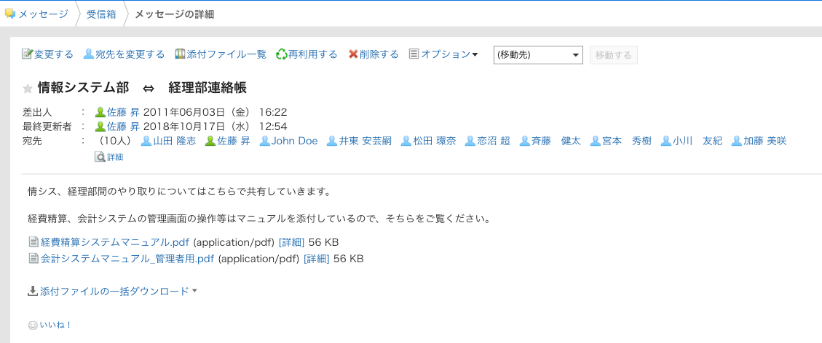 メッセージ 受信箱 メッセージの詳細
変更する 宛先を変更する 添付ファイル一覧 再利用する 削除する オプション (移動先) 移動する
情報システム部 ⇔ 経理部連絡帳
差出人 : 佐藤 昇 2011年06月03日（金） 16:22
最終更新者 : 佐藤 昇 2018年10月17日（水） 12:54
宛先 : （10人） 山田 隆志 佐藤 昇 John Doe 井東 安芸嗣 松田 環奈 恋沼 超 斉藤　健太 宮本　秀樹 小川　友紀 加藤 美咲
詳細
情シス、経理部間のやり取りについてはこちらで共有していきます。
経費精算、会計システムの管理画面の操作等はマニュアルを添付しているので、そちらをご覧ください。
経費精算システムマニュアル.pdf (application/pdf) [詳細] 56 KB
会計システムマニュアル_管理者用.pdf (application/pdf) [詳細] 56 KB
添付ファイルの一括ダウンロード
いいね！